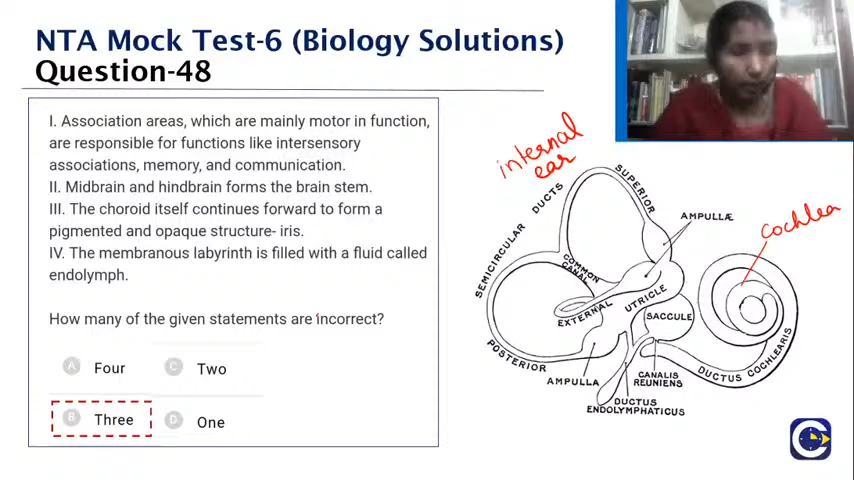 NTA Mock Test-6 (Biology Solutions)
Question-48
I. Association areas, which are mainly motor in function,
are responsible for functions like intersensory
associations, memory, and communication.
II. Midbrain and hindbrain forms the brain stem.
III. The choroid itself continues forward to form a
pigmented and opaque structure- iris.
IV. The membranous labyrinth is filled with a fluid called
endolymph.
How many of the given statements are incorrect?
A Four
C Two
B Three
D One
internal
ear
SUPERIOR
DUCTS
SEMICIRCULAR
AMPULLÆ
cochlea
COMMON
CANAL
EXTERNAL
UTRICLE
SACCULE
POSTERIOR
AMPULLA
CANALIS
REUNIENS
DUCTUS COCHLEARIS
DUCTUS
ENDOLYMPHATICUS